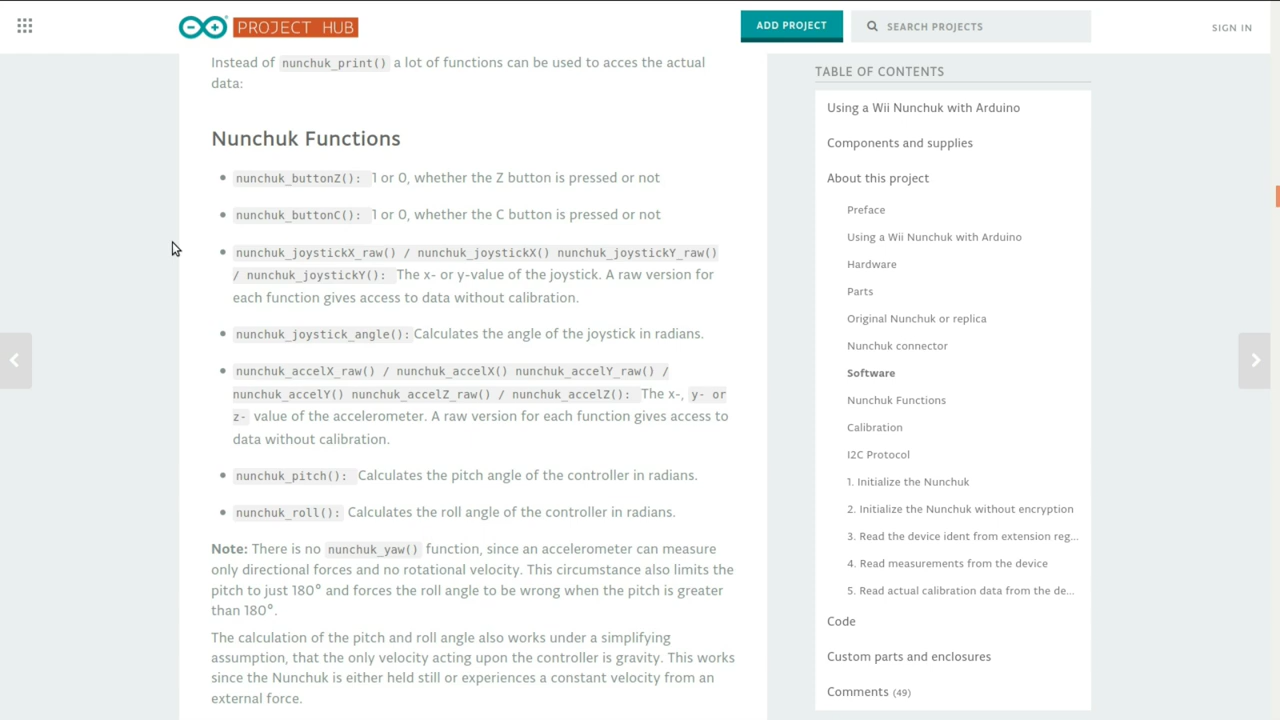 PROJECT HUB
ADD PROJECT
SEARCH PROJECTS
SIGN IN
Instead of nunchuk_print() a lot of functions can be used to acces the actual
data:
Nunchuk Functions
• nunchuk_buttonZ(): 1 or 0, whether the Z button is pressed or not
• nunchuk_buttonC(): 1 or 0, whether the C button is pressed or not
• nunchuk_joystickX_raw() / nunchuk_joystickX() nunchuk_joystickY_raw()
/ nunchuk_joystickY(): The x- or y-value of the joystick. A raw version for
each function gives access to data without calibration.
• nunchuk_joystick_angle(): Calculates the angle of the joystick in radians.
• nunchuk_accelX_raw() / nunchuk_accelX() nunchuk_accelY_raw() /
nunchuk_accelY() nunchuk_accelZ_raw() / nunchuk_accelZ(): The x-, y- or
z- value of the accelerometer. A raw version for each function gives access to
data without calibration.
• nunchuk_pitch(): Calculates the pitch angle of the controller in radians.
• nunchuk_roll(): Calculates the roll angle of the controller in radians.
Note: There is no nunchuk_yaw() function, since an accelerometer can measure
only directional forces and no rotational velocity. This circumstance also limits the
pitch to just 180° and forces the roll angle to be wrong when the pitch is greater
than 180°.
The calculation of the pitch and roll angle also works under a simplifying
assumption, that the only velocity acting upon the controller is gravity. This works
since the Nunchuk is either held still or experiences a constant velocity from an
external force.
TABLE OF CONTENTS
Using a Wii Nunchuk with Arduino
Components and supplies
About this project
Preface
Using a Wii Nunchuk with Arduino
Hardware
Parts
Original Nunchuk or replica
Nunchuk connector
Software
Nunchuk Functions
Calibration
I2C Protocol
1. Initialize the Nunchuk
2. Initialize the Nunchuk without encryption
3. Read the device ident from extension reg...
4. Read measurements from the device
5. Read actual calibration data from the de...
Code
Custom parts and enclosures
Comments (49)